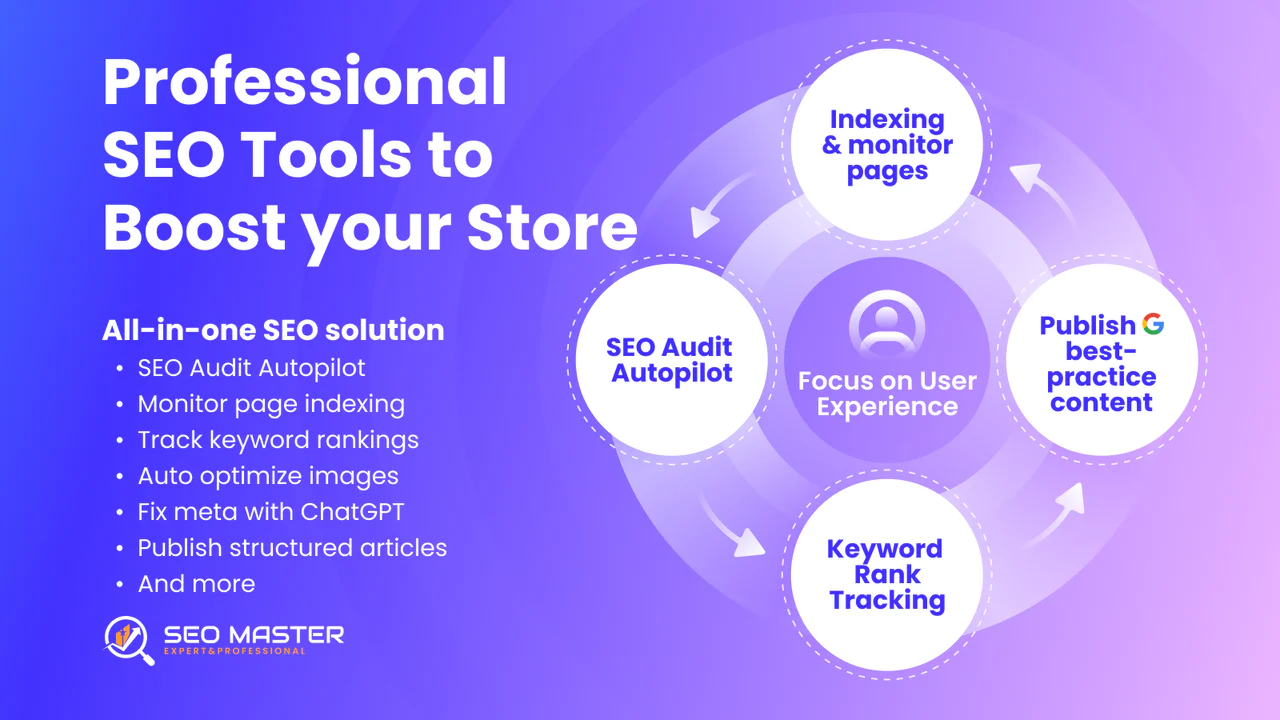 Professional
SEO Tools to
Boost your Store
All-in-one SEO solution
• SEO Audit Autopilot
• Monitor page indexing
• Track keyword rankings
• Auto optimize images
• Fix meta with ChatGPT
• Publish structured articles
• And more
SEO MASTER
EXPERT&PROFESSIONAL
Indexing
& monitor
pages
SEO Audit
Autopilot
Focus on User
Experience
Publish G
best-
practice
content
Keyword
Rank
Tracking